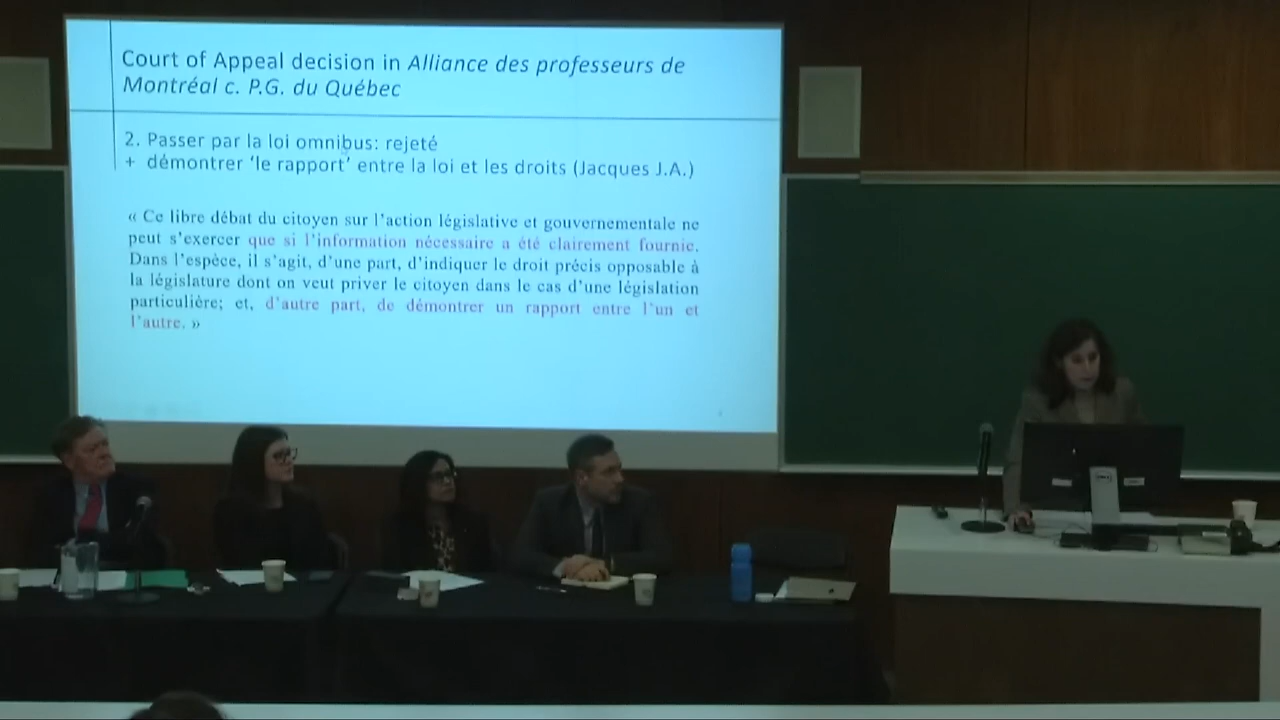 Court of Appeal decision in Alliance des professeurs de
Montréal c. P.G. du Québec
2. Passer par la loi omnibus: rejeté
+ démontrer ‘le rapport’ entre la loi et les droits (Jacques J.A.)
« Ce libre débat du citoyen sur l’action législative et gouvernementale ne
peut s’exercer que si l’information nécessaire a été clairement fournie.
Dans l’espèce, il s’agit, d’une part, d’indiquer le droit précis opposable à
la législature dont on veut priver le citoyen dans le cas d’une législation
particulière; et, d’autre part, de démontrer un rapport entre l’un et
l’autre. »
DELL